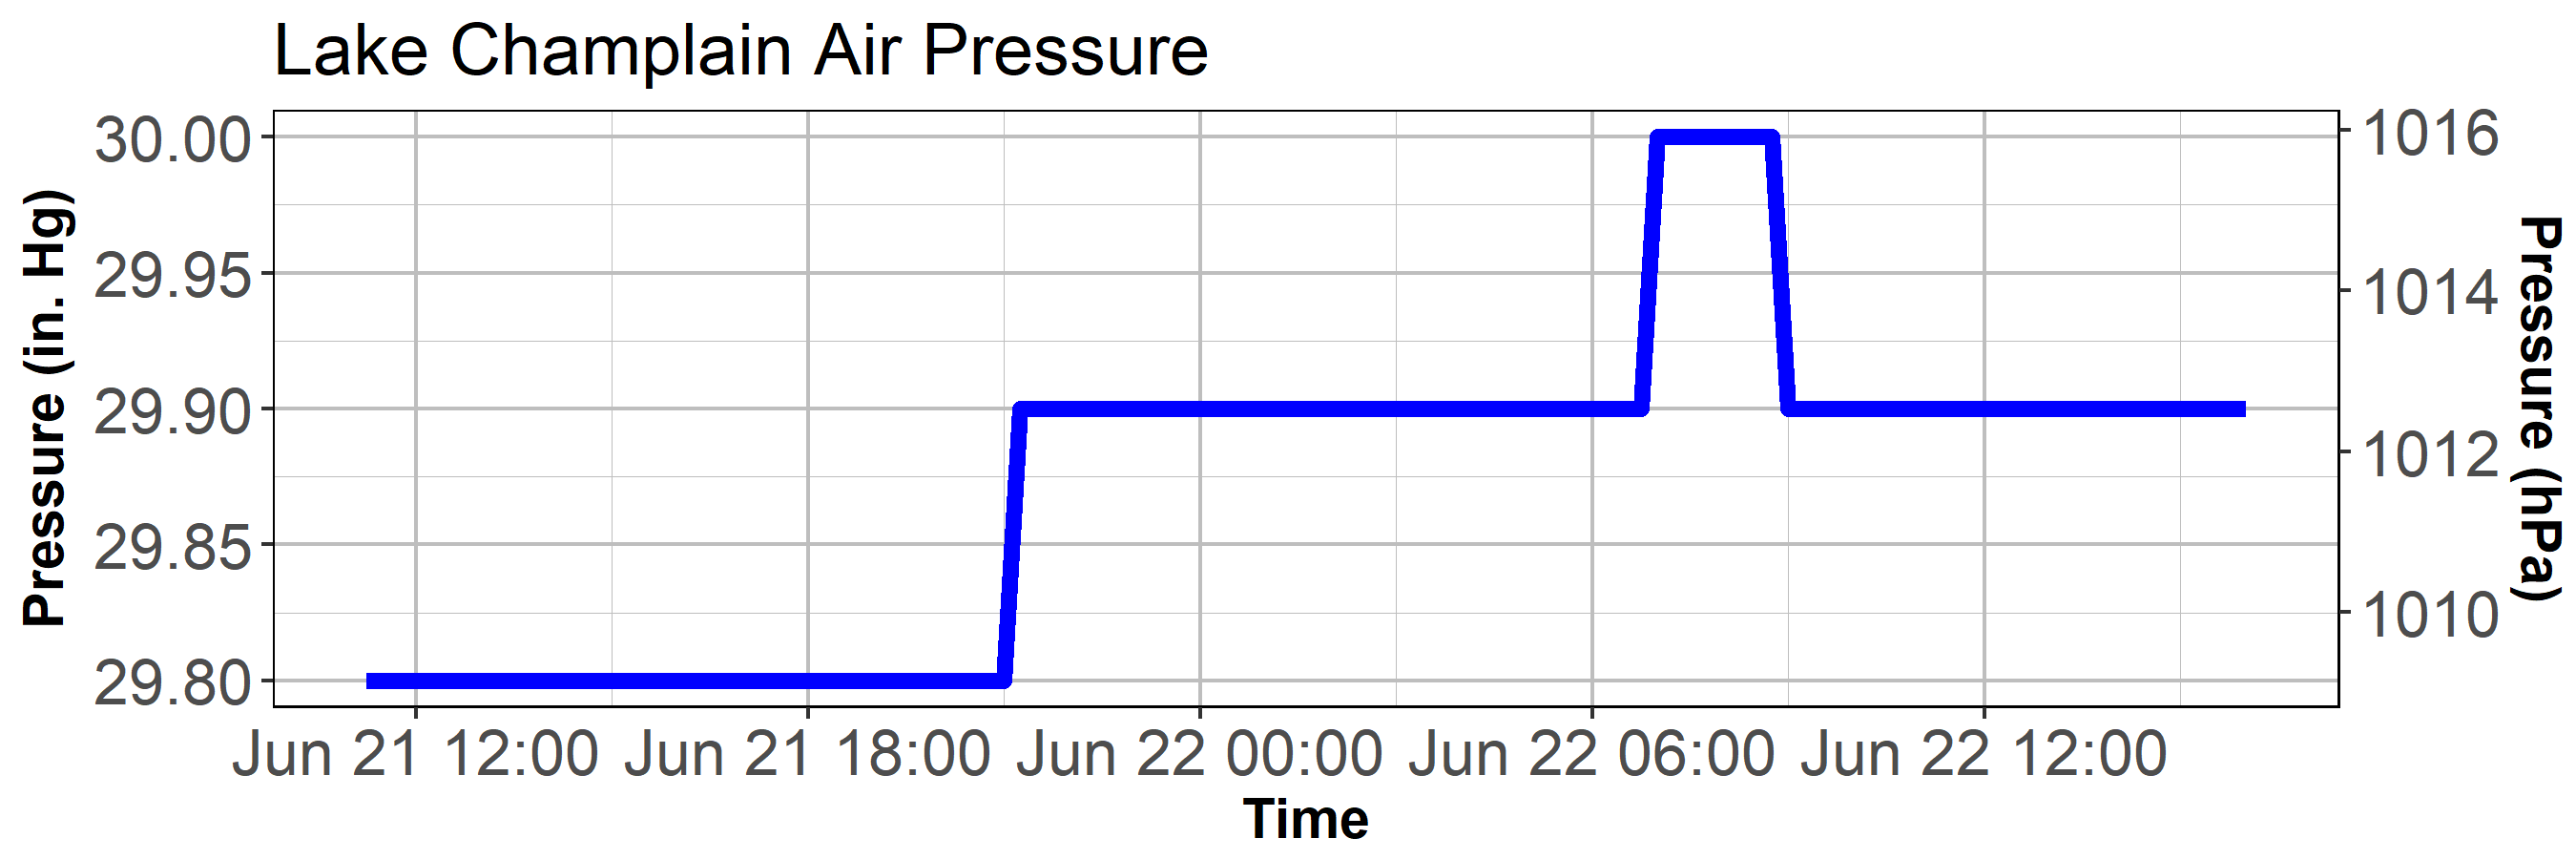 Lake Champlain Air Pressure
30.00
29.95
29.90
29.85
29.80
Pressure (in. Hg)
1016
1014
1012
1010
Pressure (hPa)
Jun 21 12:00 Jun 21 18:00 Jun 22 00:00 Jun 22 06:00 Jun 22 12:00
Time